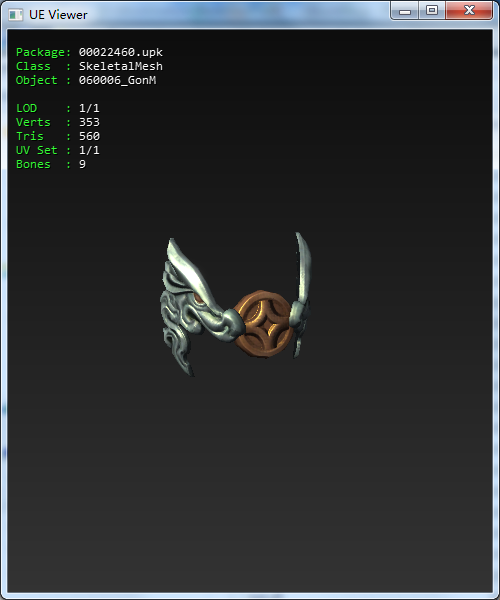 UE Viewer
Package: 00022460.upk
Class : SkeletalMesh
Object : 060006_GonM
LOD : 1/1
Verts : 353
Tris : 560
UV Set : 1/1
Bones : 9